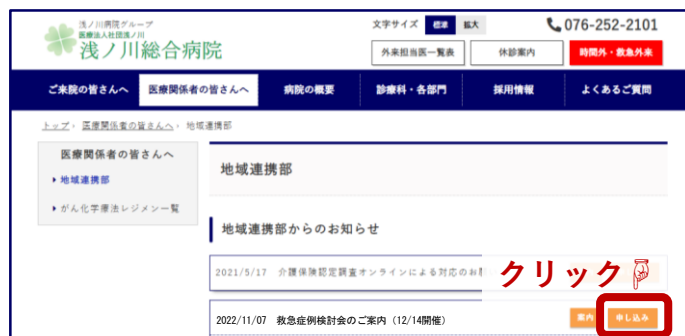 浅ノ川病院グループ
医療法人社団浅ノ川
浅ノ川総合病院
文字サイズ 標準 拡大
076-252-2101
外来担当医一覧表 休診案内 時間外・救急外来
ご来院の皆さんへ 医療関係者の皆さんへ 病院の概要 診療科・各部門 採用情報 よくあるご質問
トップ › 医療関係者の皆さんへ › 地域連携部
医療関係者の皆さんへ
地域連携部
がん化学療法レジメン一覧
地域連携部
地域連携部からのお知らせ
2021/5/17 介護保険認定調査オンラインによる対応のお
クリック
2022/11/07 救急症例検討会のご案内（12/14開催） 案内 申し込み